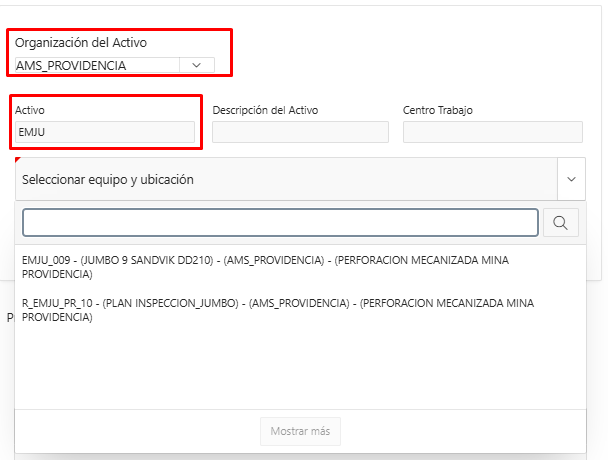 Organización del Activo
AMS_PROVIDENCIA
Activo
Descripción del Activo
Centro Trabajo
EMJU
Seleccionar equipo y ubicación
EMJU_009 - (JUMBO 9 SANDVIK DD210) - (AMS_PROVIDENCIA) - (PERFORACION MECANIZADA MINA
PROVIDENCIA)
R_EMJU_PR_10 - (PLAN INSPECCION_JUMBO) - (AMS_PROVIDENCIA) - (PERFORACION MECANIZADA MINA
PROVIDENCIA)
Mostrar más